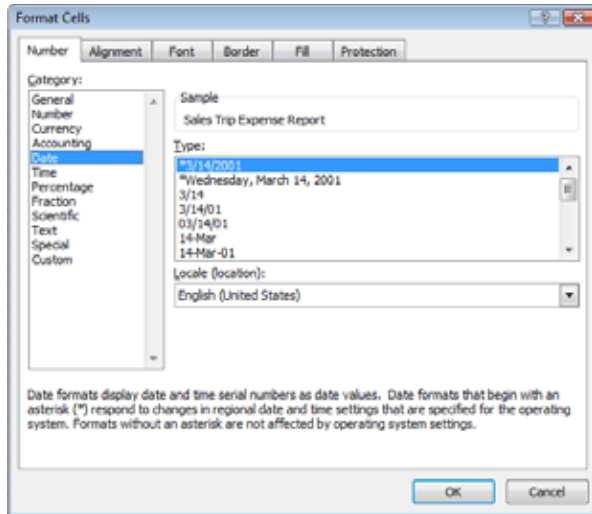 Format Cells
Number Alignment Font Border Fill Protection
Category:
General
Number
Currency
Accounting
Date
Time
Percentage
Fraction
Scientific
Text
Special
Custom
Sample
Sales Trip Expense Report
Type:
*3/14/2001
*Wednesday, March 14, 2001
3/14
3/14/01
03/14/01
14-Mar
14-Mar-01
Locale (location):
English (United States)
Date formats display date and time serial numbers as date values. Date formats that begin with an
asterisk (*) respond to changes in regional date and time settings that are specified for the operating
system. Formats without an asterisk are not affected by operating system settings.
OK Cancel